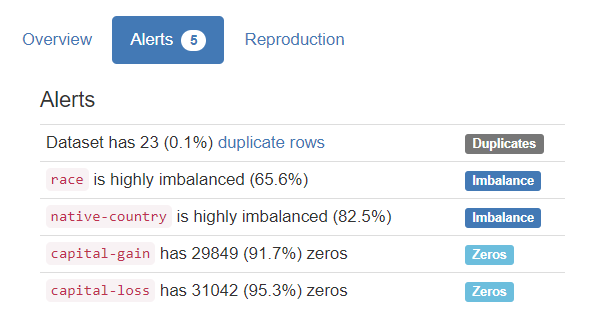 Overview Alerts 5 Reproduction
Alerts
Dataset has 23 (0.1%) duplicate rows Duplicates
race is highly imbalanced (65.6%) Imbalance
native-country is highly imbalanced (82.5%) Imbalance
capital-gain has 29849 (91.7%) zeros Zeros
capital-loss has 31042 (95.3%) zeros Zeros